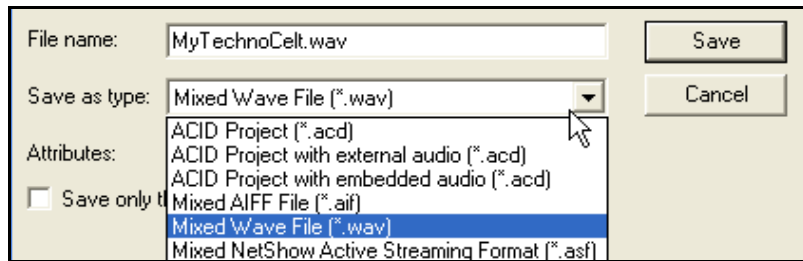 File name: MyTechnoCelt.wav Save
Save as type: Mixed Wave File (*.wav) Cancel
ACID Project (*.acd)
Attributes: ACID Project with external audio (*.acd)
ACID Project with embedded audio (*.acd)
Save only Mixed AIFF File (*.aif)
Mixed Wave File (*.wav)
Mixed NetShow Active Streaming Format (*.asf)